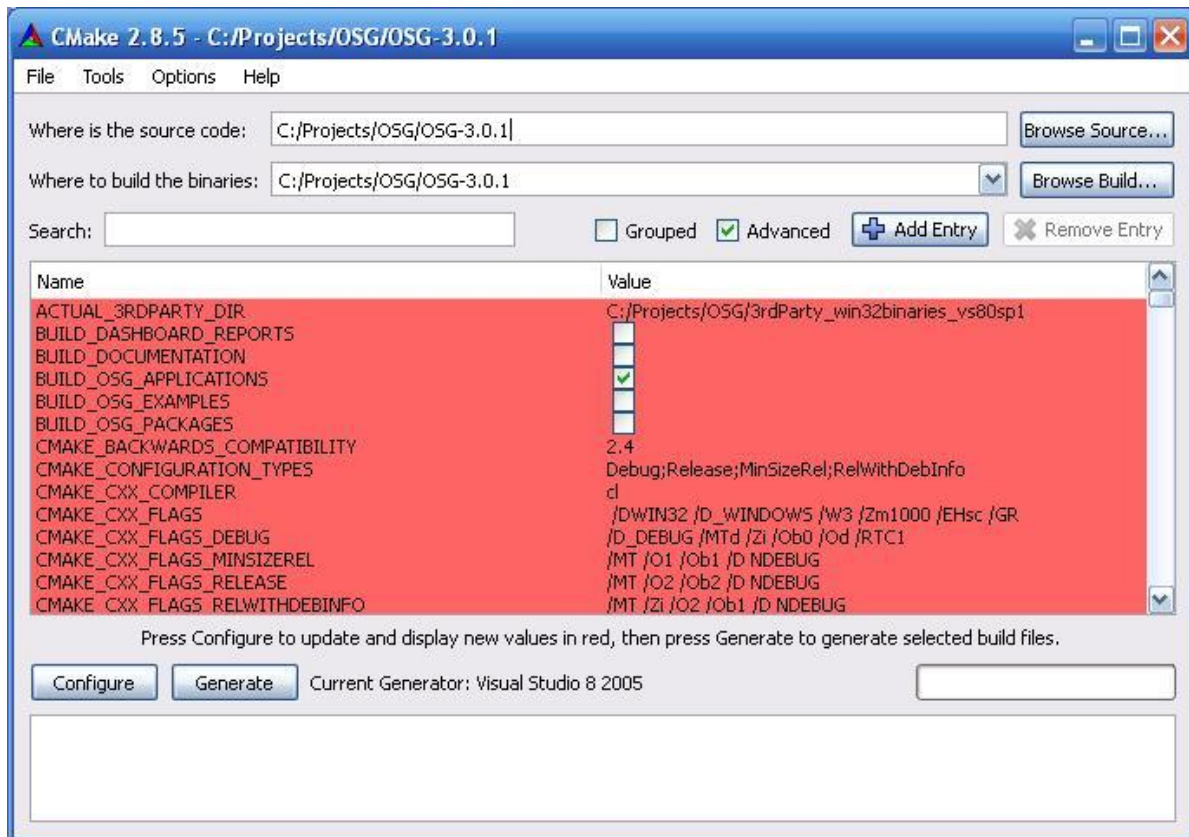 CMake 2.8.5 - C:/Projects/OSG/OSG-3.0.1
File Tools Options Help
Where is the source code: C:/Projects/OSG/OSG-3.0.1 Browse Source...
Where to build the binaries: C:/Projects/OSG/OSG-3.0.1 Browse Build...
Search: Grouped Advanced Add Entry Remove Entry
Name Value
ACTUAL_3RDPARTY_DIR C:/Projects/OSG/3rdParty_win32binaries_vs80sp1
BUILD_DASHBOARD_REPORTS
BUILD_DOCUMENTATION
BUILD_OSG_APPLICATIONS
BUILD_OSG_EXAMPLES
BUILD_OSG_PACKAGES
CMAKE_BACKWARDS_COMPATIBILITY 2.4
CMAKE_CONFIGURATION_TYPES Debug;Release;MinSizeRel;RelWithDebInfo
CMAKE_CXX_COMPILER cl
CMAKE_CXX_FLAGS /DWIN32 /D_WINDOWS /W3 /Zm1000 /EHsc /GR
CMAKE_CXX_FLAGS_DEBUG /D_DEBUG /MTd /Zi /Ob0 /Od /RTC1
CMAKE_CXX_FLAGS_MINSIZEREL /MT /O1 /Ob1 /D NDEBUG
CMAKE_CXX_FLAGS_RELEASE /MT /O2 /Ob2 /D NDEBUG
CMAKE_CXX_FLAGS_RELWITHDEBINFO /MT /Zi /O2 /Ob1 /D NDEBUG
Press Configure to update and display new values in red, then press Generate to generate selected build files.
Configure Generate Current Generator: Visual Studio 8 2005